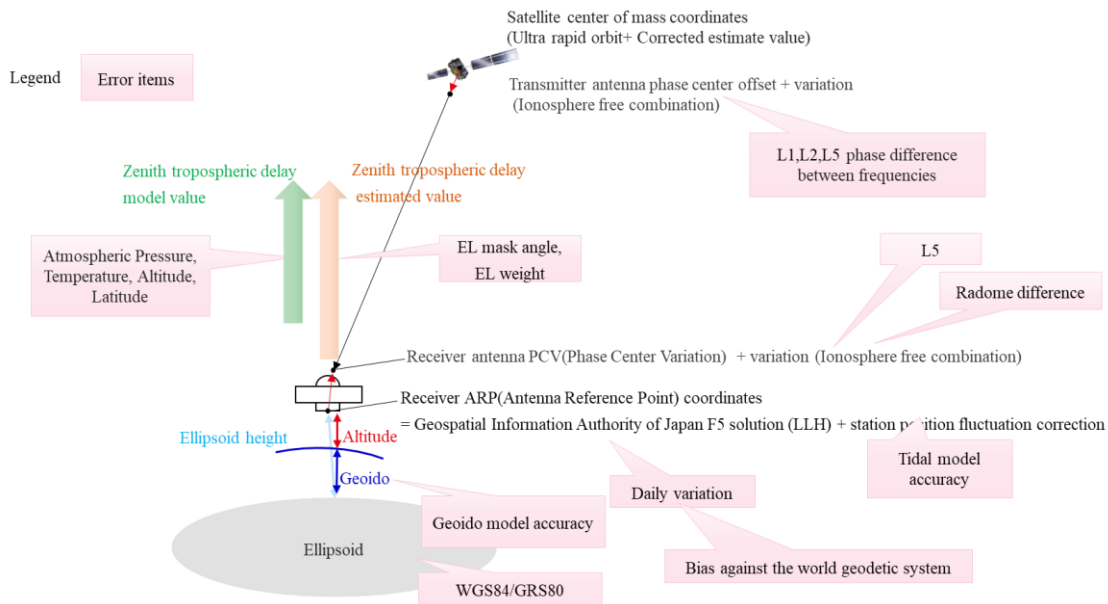 Satellite center of mass coordinates
(Ultra rapid orbit+ Corrected estimate value)
Legend
Error items
Transmitter antenna phase center offset + variation
(Ionosphere free combination)
L1,L2,L5 phase difference
between frequencies
Zenith tropospheric delay
model value
Zenith tropospheric delay
estimated value
Atmospheric Pressure,
Temperature, Altitude,
Latitude
EL mask angle,
EL weight
L5
Radome difference
Receiver antenna PCV(Phase Center Variation) + variation (Ionosphere free combination)
Receiver ARP(Antenna Reference Point) coordinates
= Geospatial Information Authority of Japan F5 solution (LLH) + station position fluctuation correction
Ellipsoid height
Altitude
Geoido
Tidal model
accuracy
Daily variation
Geoido model accuracy
Ellipsoid
Bias against the world geodetic system
WGS84/GRS80